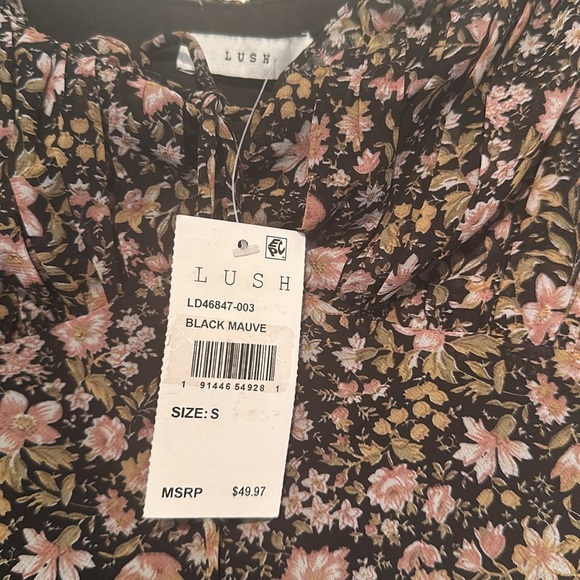 LUSH
LUSH
LD46847-003
BLACK MAUVE
1 91446 54928 1
SIZE: S
MSRP $49.97